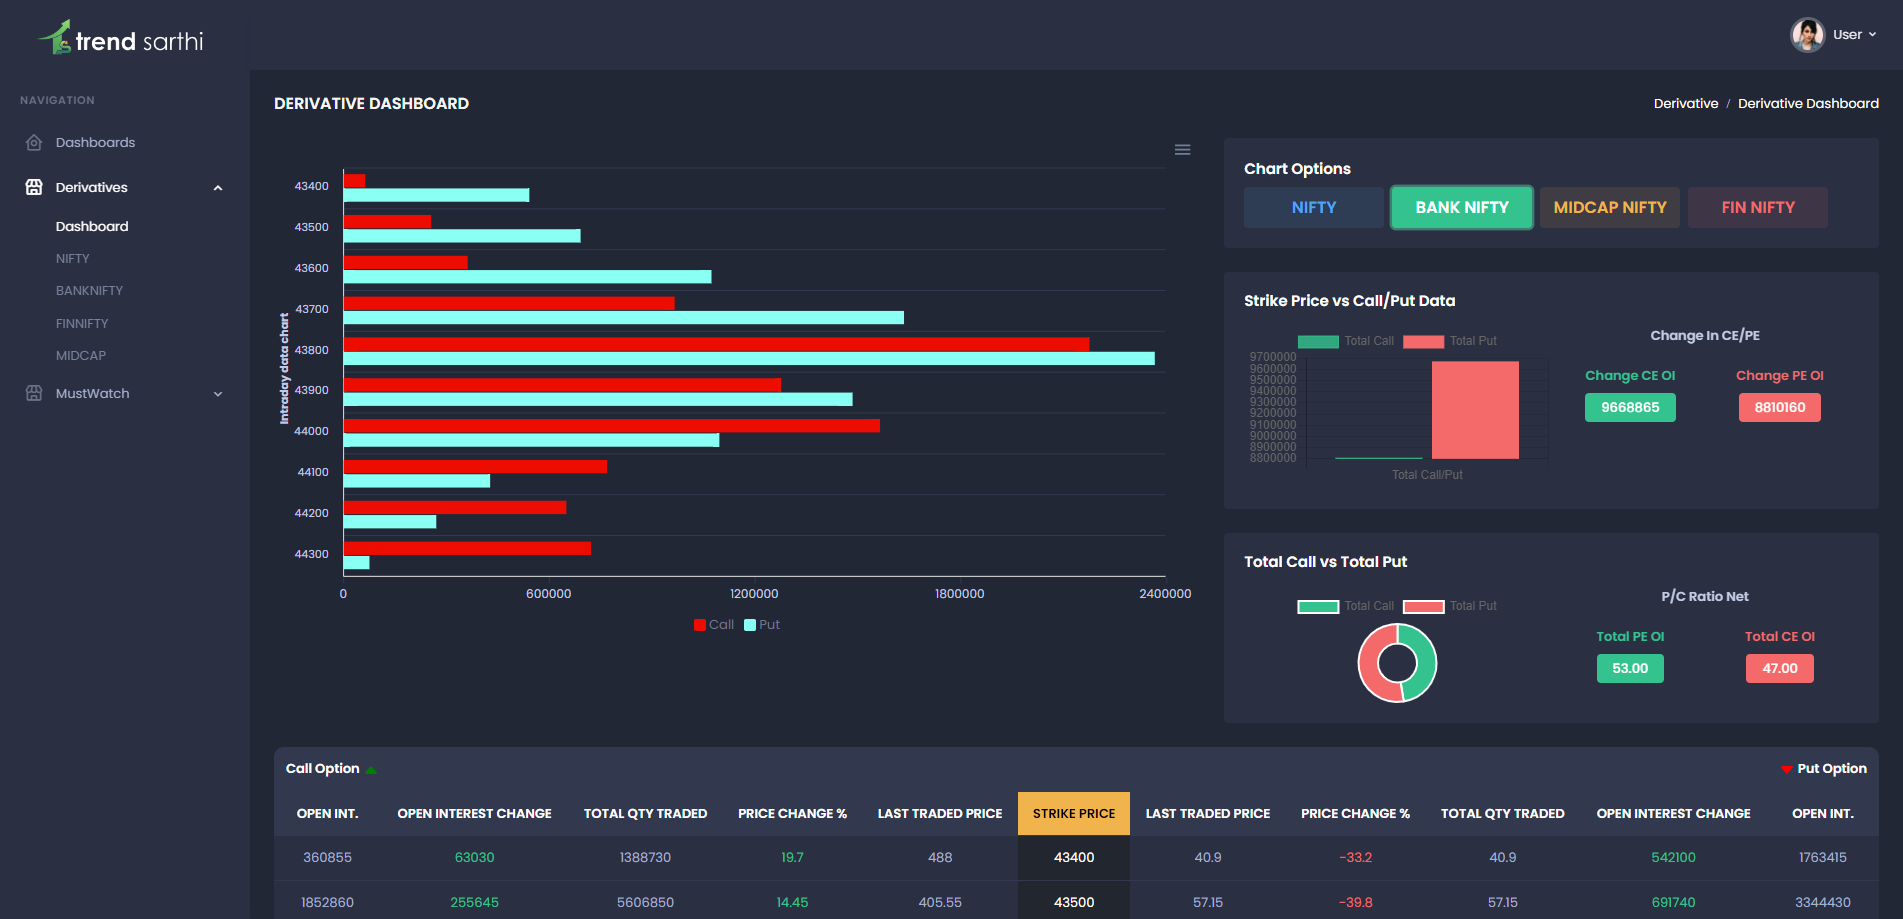 trend sarthi
User
NAVIGATION
Dashboards
Derivatives
Dashboard
NIFTY
BANKNIFTY
FINNIFTY
MIDCAP
MustWatch
DERIVATIVE DASHBOARD
Derivative / Derivative Dashboard
Intraday data chart
43400
43500
43600
43700
43800
43900
44000
44100
44200
44300
0 600000 1200000 1800000 2400000
Call Put
Chart Options
NIFTY BANK NIFTY MIDCAP NIFTY FIN NIFTY
Strike Price vs Call/Put Data
Total Call Total Put
9700000
9600000
9500000
9400000
9300000
9200000
9100000
9000000
8900000
8800000
Total Call/Put
Change In CE/PE
Change CE OI Change PE OI
9668865 8810160
Total Call vs Total Put
Total Call Total Put
P/C Ratio Net
Total PE OI Total CE OI
53.00 47.00
Call Option Put Option
OPEN INT. OPEN INTEREST CHANGE TOTAL QTY TRADED PRICE CHANGE % LAST TRADED PRICE STRIKE PRICE LAST TRADED PRICE PRICE CHANGE % TOTAL QTY TRADED OPEN INTEREST CHANGE OPEN INT.
360855 63030 1388730 19.7 488 43400 40.9 -33.2 40.9 542100 1763415
1852860 255645 5606850 14.45 405.55 43500 57.15 -39.8 57.15 691740 3344430